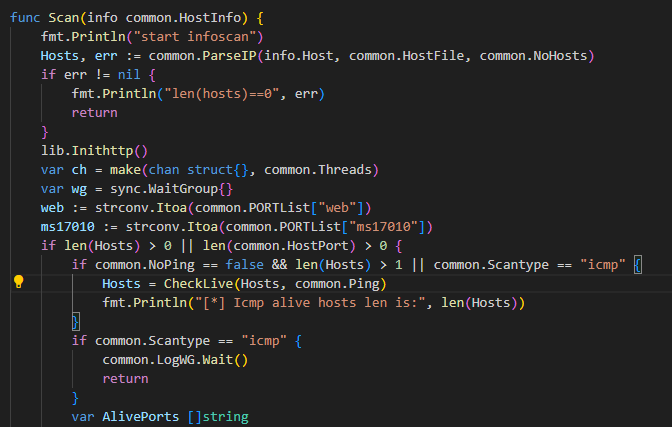 func Scan(info common.HostInfo) {
    fmt.Println("start infoscan")
    Hosts, err := common.ParseIP(info.Host, common.HostFile, common.NoHosts)
    if err != nil {
        fmt.Println("len(hosts)==0", err)
        return
    }
    lib.Inithttp()
    var ch = make(chan struct{}, common.Threads)
    var wg = sync.WaitGroup{}
    web := strconv.Itoa(common.PORTList["web"])
    ms17010 := strconv.Itoa(common.PORTList["ms17010"])
    if len(Hosts) > 0 || len(common.HostPort) > 0 {
        if common.NoPing == false && len(Hosts) > 1 || common.Scantype == "icmp" {
            Hosts = CheckLive(Hosts, common.Ping)
            fmt.Println("[*] Icmp alive hosts len is:", len(Hosts))
        }
        if common.Scantype == "icmp" {
            common.LogWG.Wait()
            return
        }
        var AlivePorts []string